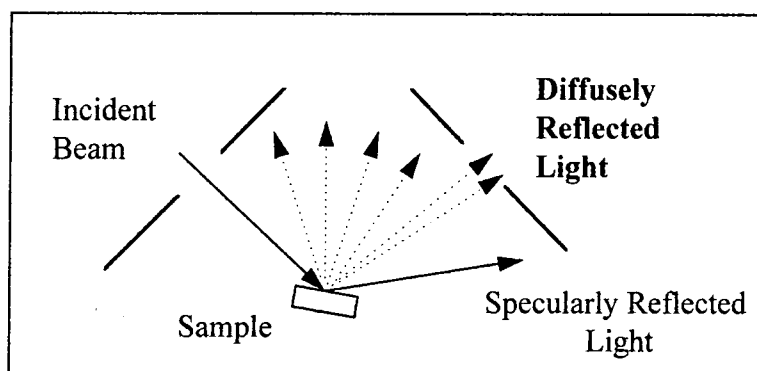 Incident
Beam
Diffusely
Reflected
Light
Sample
Specularly Reflected
Light